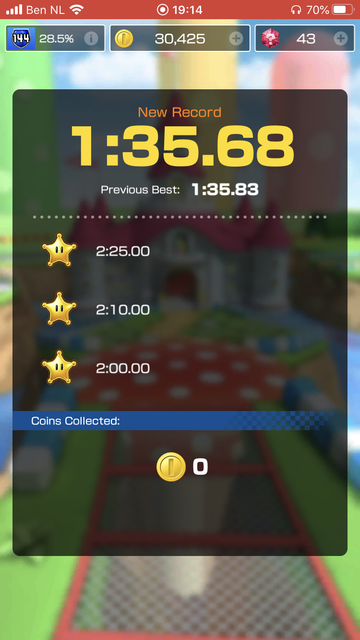 Ben NL 19:14 70%
144 28.5% i 30,425 + 43 +
New Record
1:35.68
Previous Best: 1:35.83
2:25.00
2:10.00
2:00.00
Coins Collected:
0